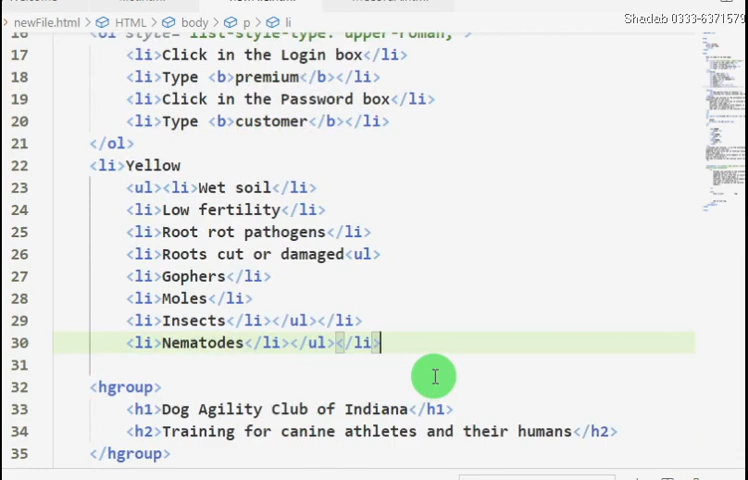 newFile.html > HTML > body > p > li
Shadab 0333-6371579
16 <ol style="list-style-type: upper-roman;">
17 <li>Click in the Login box</li>
18 <li>Type <b>premium</b></li>
19 <li>Click in the Password box</li>
20 <li>Type <b>customer</b></li>
21 </ol>
22 <li>Yellow
23 <ul><li>Wet soil</li>
24 <li>Low fertility</li>
25 <li>Root rot pathogens</li>
26 <li>Roots cut or damaged<ul>
27 <li>Gophers</li>
28 <li>Moles</li>
29 <li>Insects</li></ul></li>
30 <li>Nematodes</li></ul></li>
31
32 <hgroup>
33 <h1>Dog Agility Club of Indiana</h1>
34 <h2>Training for canine athletes and their humans</h2>
35 </hgroup>